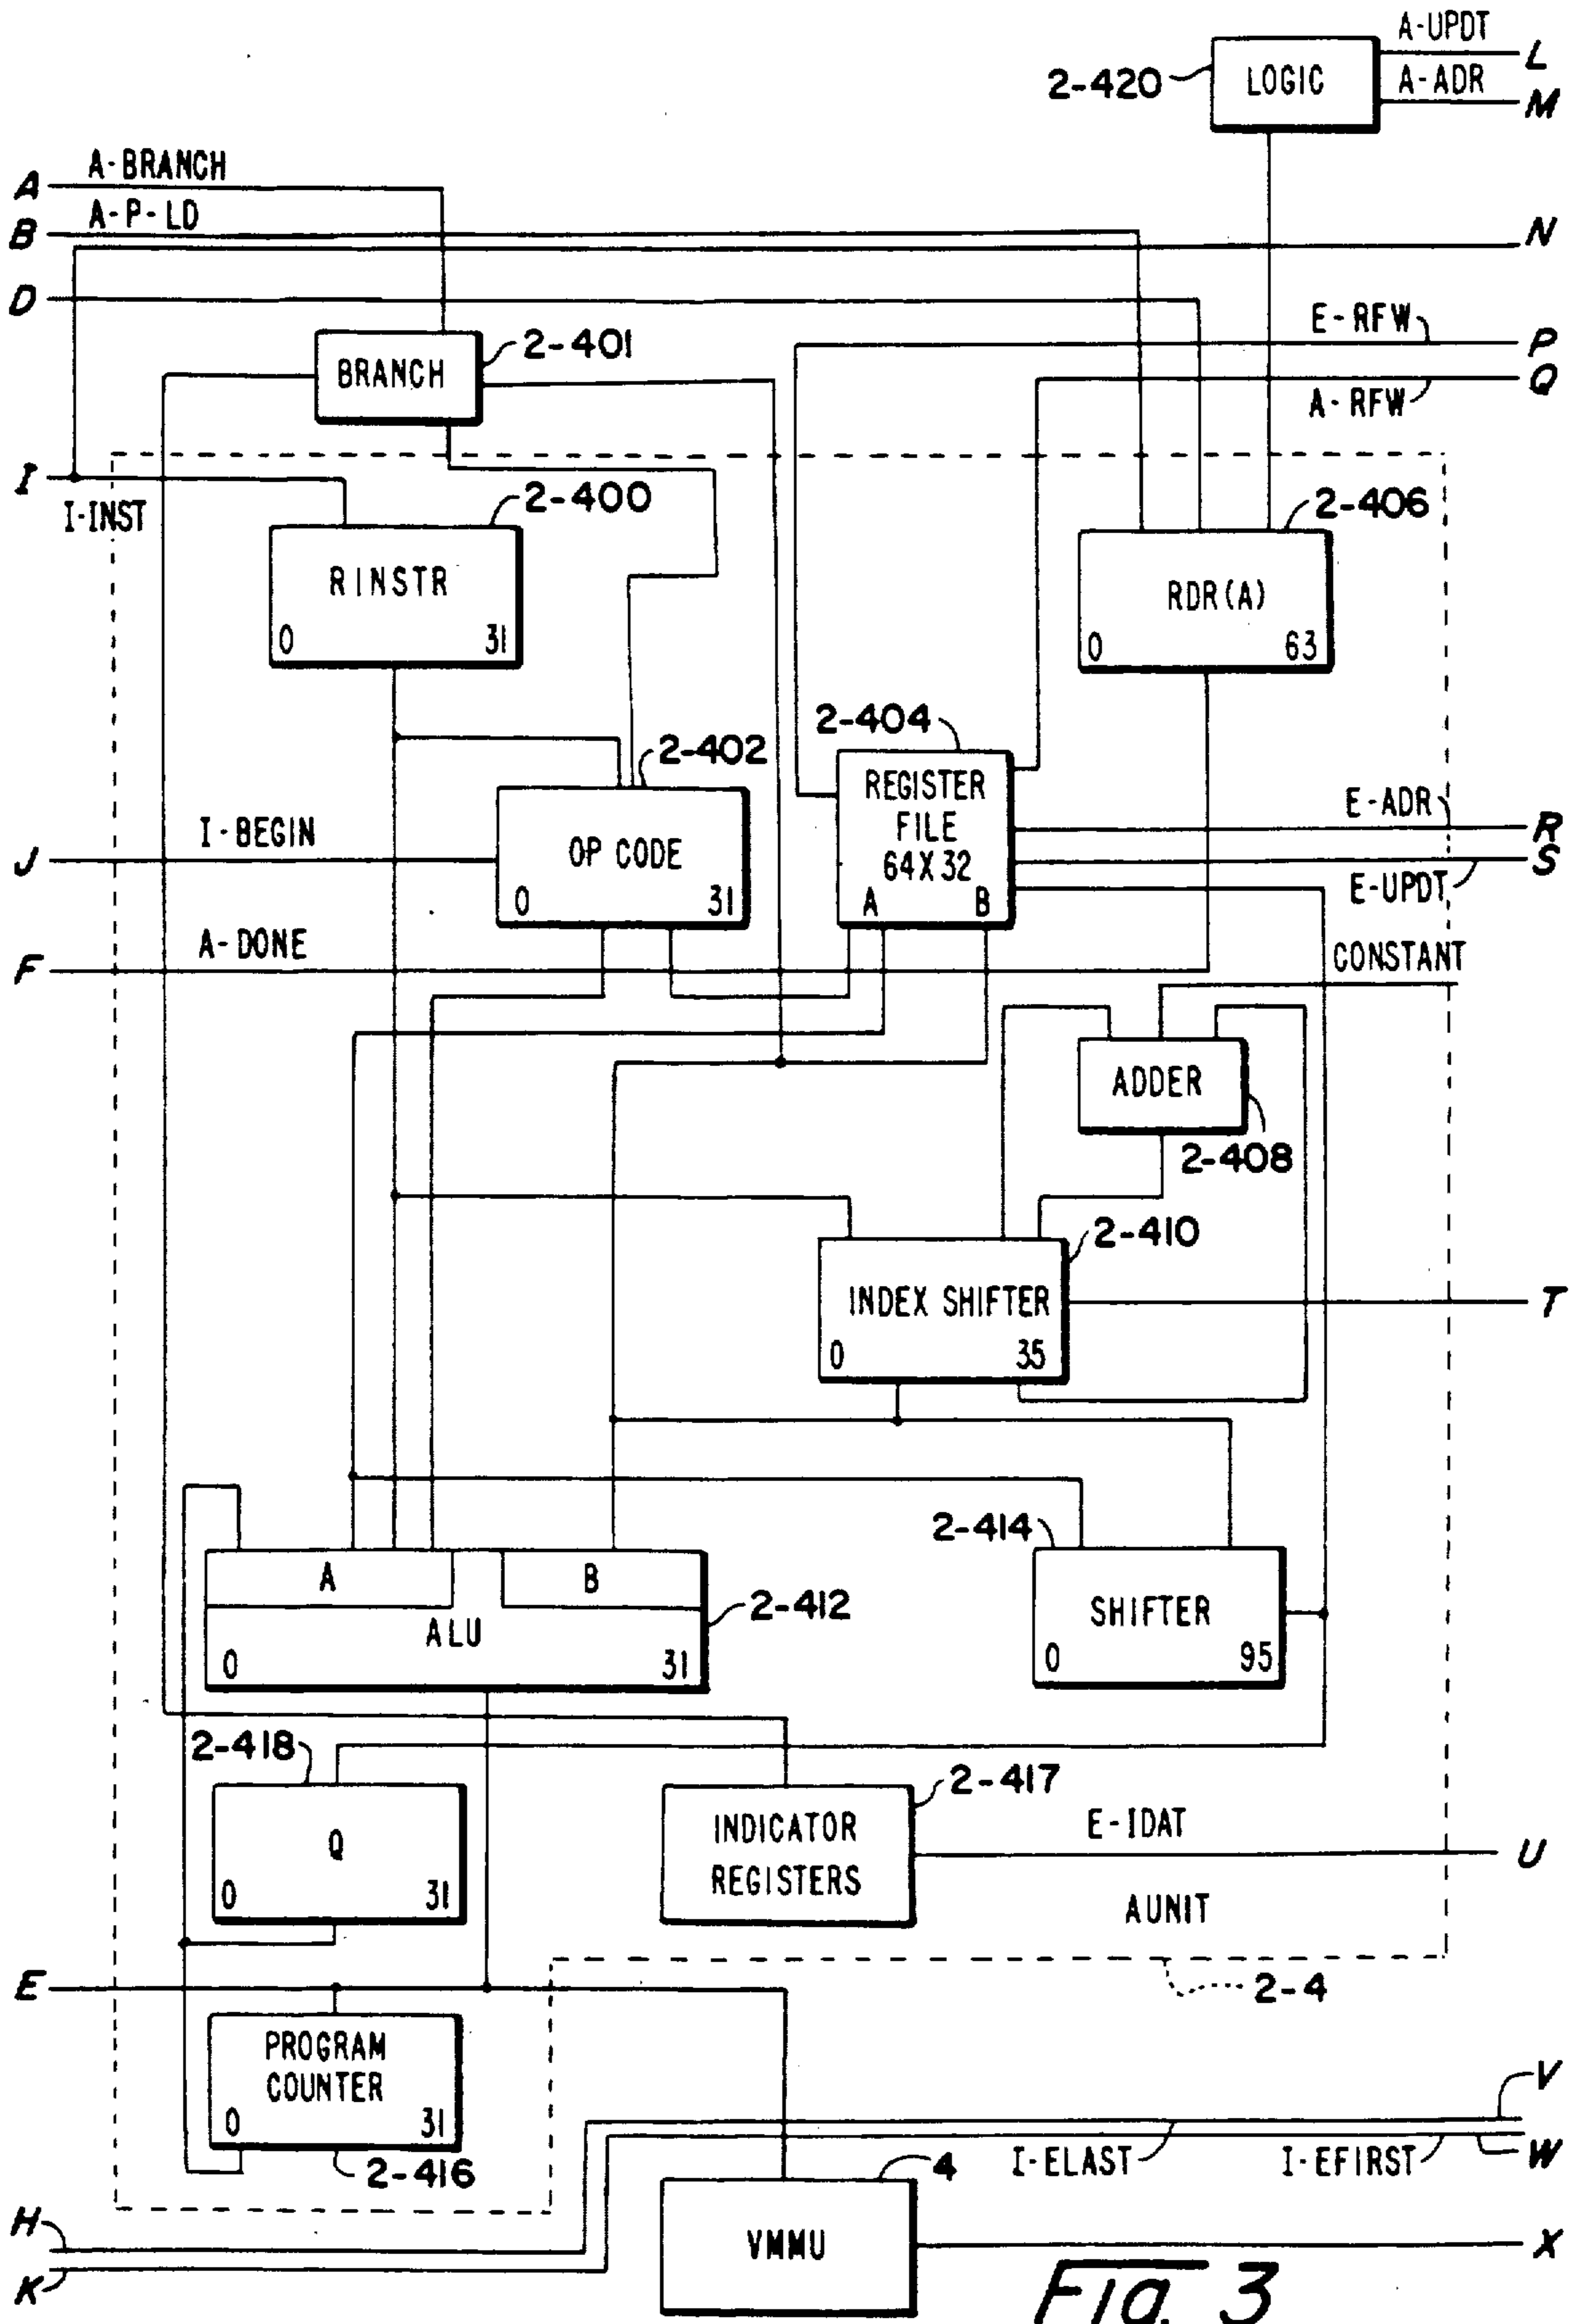 A-UPDT
L
2-420
LOGIC
A-ADR
M
A-BRANCH
A
A-P-LD
B
N
D
E-RFW
P
2-401
BRANCH
Q
A-RFW
I
I-INST
2-400
2-406
RINSTR
0 31
RDR(A)
0 63
2-404
2-402
REGISTER
FILE
64X32
A B
E-ADR
R
I-BEGIN
J
OP CODE
0 31
S
E-UPDT
A-DONE
F
CONSTANT
ADDER
2-408
2-410
INDEX SHIFTER
0 35
T
2-414
A B
2-412
ALU
0 31
SHIFTER
0 95
2-418
2-417
Q
0 31
INDICATOR
REGISTERS
E-IDAT
U
AUNIT
E
2-4
PROGRAM
COUNTER
0 31
2-416
V
I-ELAST
I-EFIRST
W
4
H
VMMU
X
K
Fig. 3